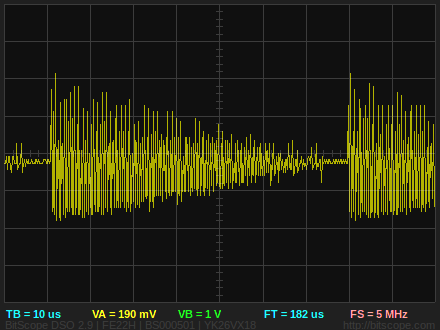 TB = 10 us VA = 190 mV VB = 1 V FT = 182 us FS = 5 MHz
BitScope DSO 2.9 | FE22H | BS000501 | YK26VX18 http://bitscope.com/